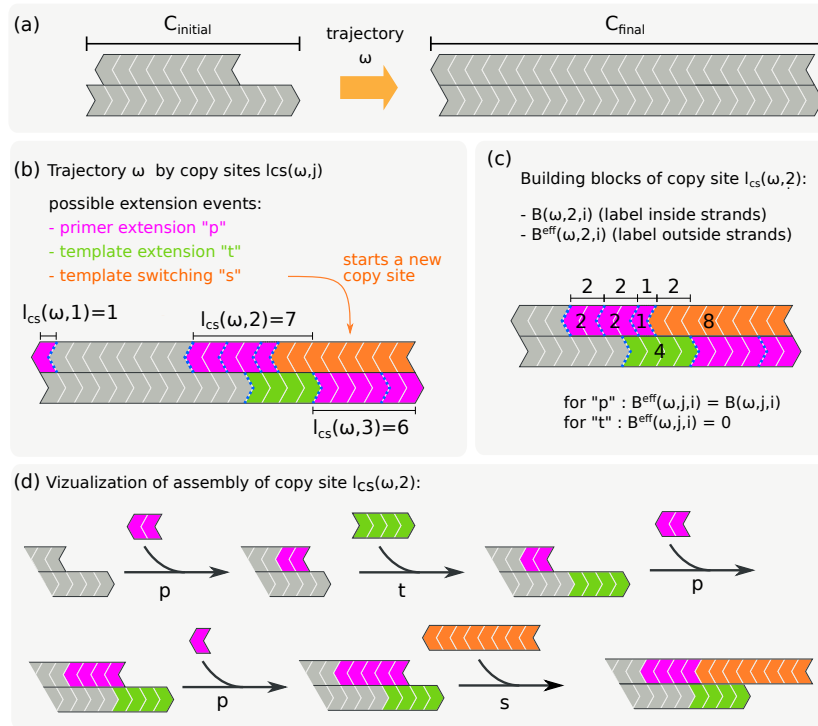 (a)
C_initial
trajectory
ω
C_final
(b) Trajectory ω by copy sites lcs(ω,j)
possible extension events:
- primer extension "p"
- template extension "t"
- template switching "s"
starts a new
copy site
l_cs(ω,1)=1
l_cs(ω,2)=7
l_cs(ω,3)=6
(c)
Building blocks of copy site l_cs(ω,2):
- B(ω,2,i) (label inside strands)
- B^eff(ω,2,i) (label outside strands)
2 2 1 2
2 2 1 8
4
for "p" : B^eff(ω,j,i) = B(ω,j,i)
for "t" : B^eff(ω,j,i) = 0
(d) Vizualization of assembly of copy site l_cs(ω,2):
p
t
p
p
s